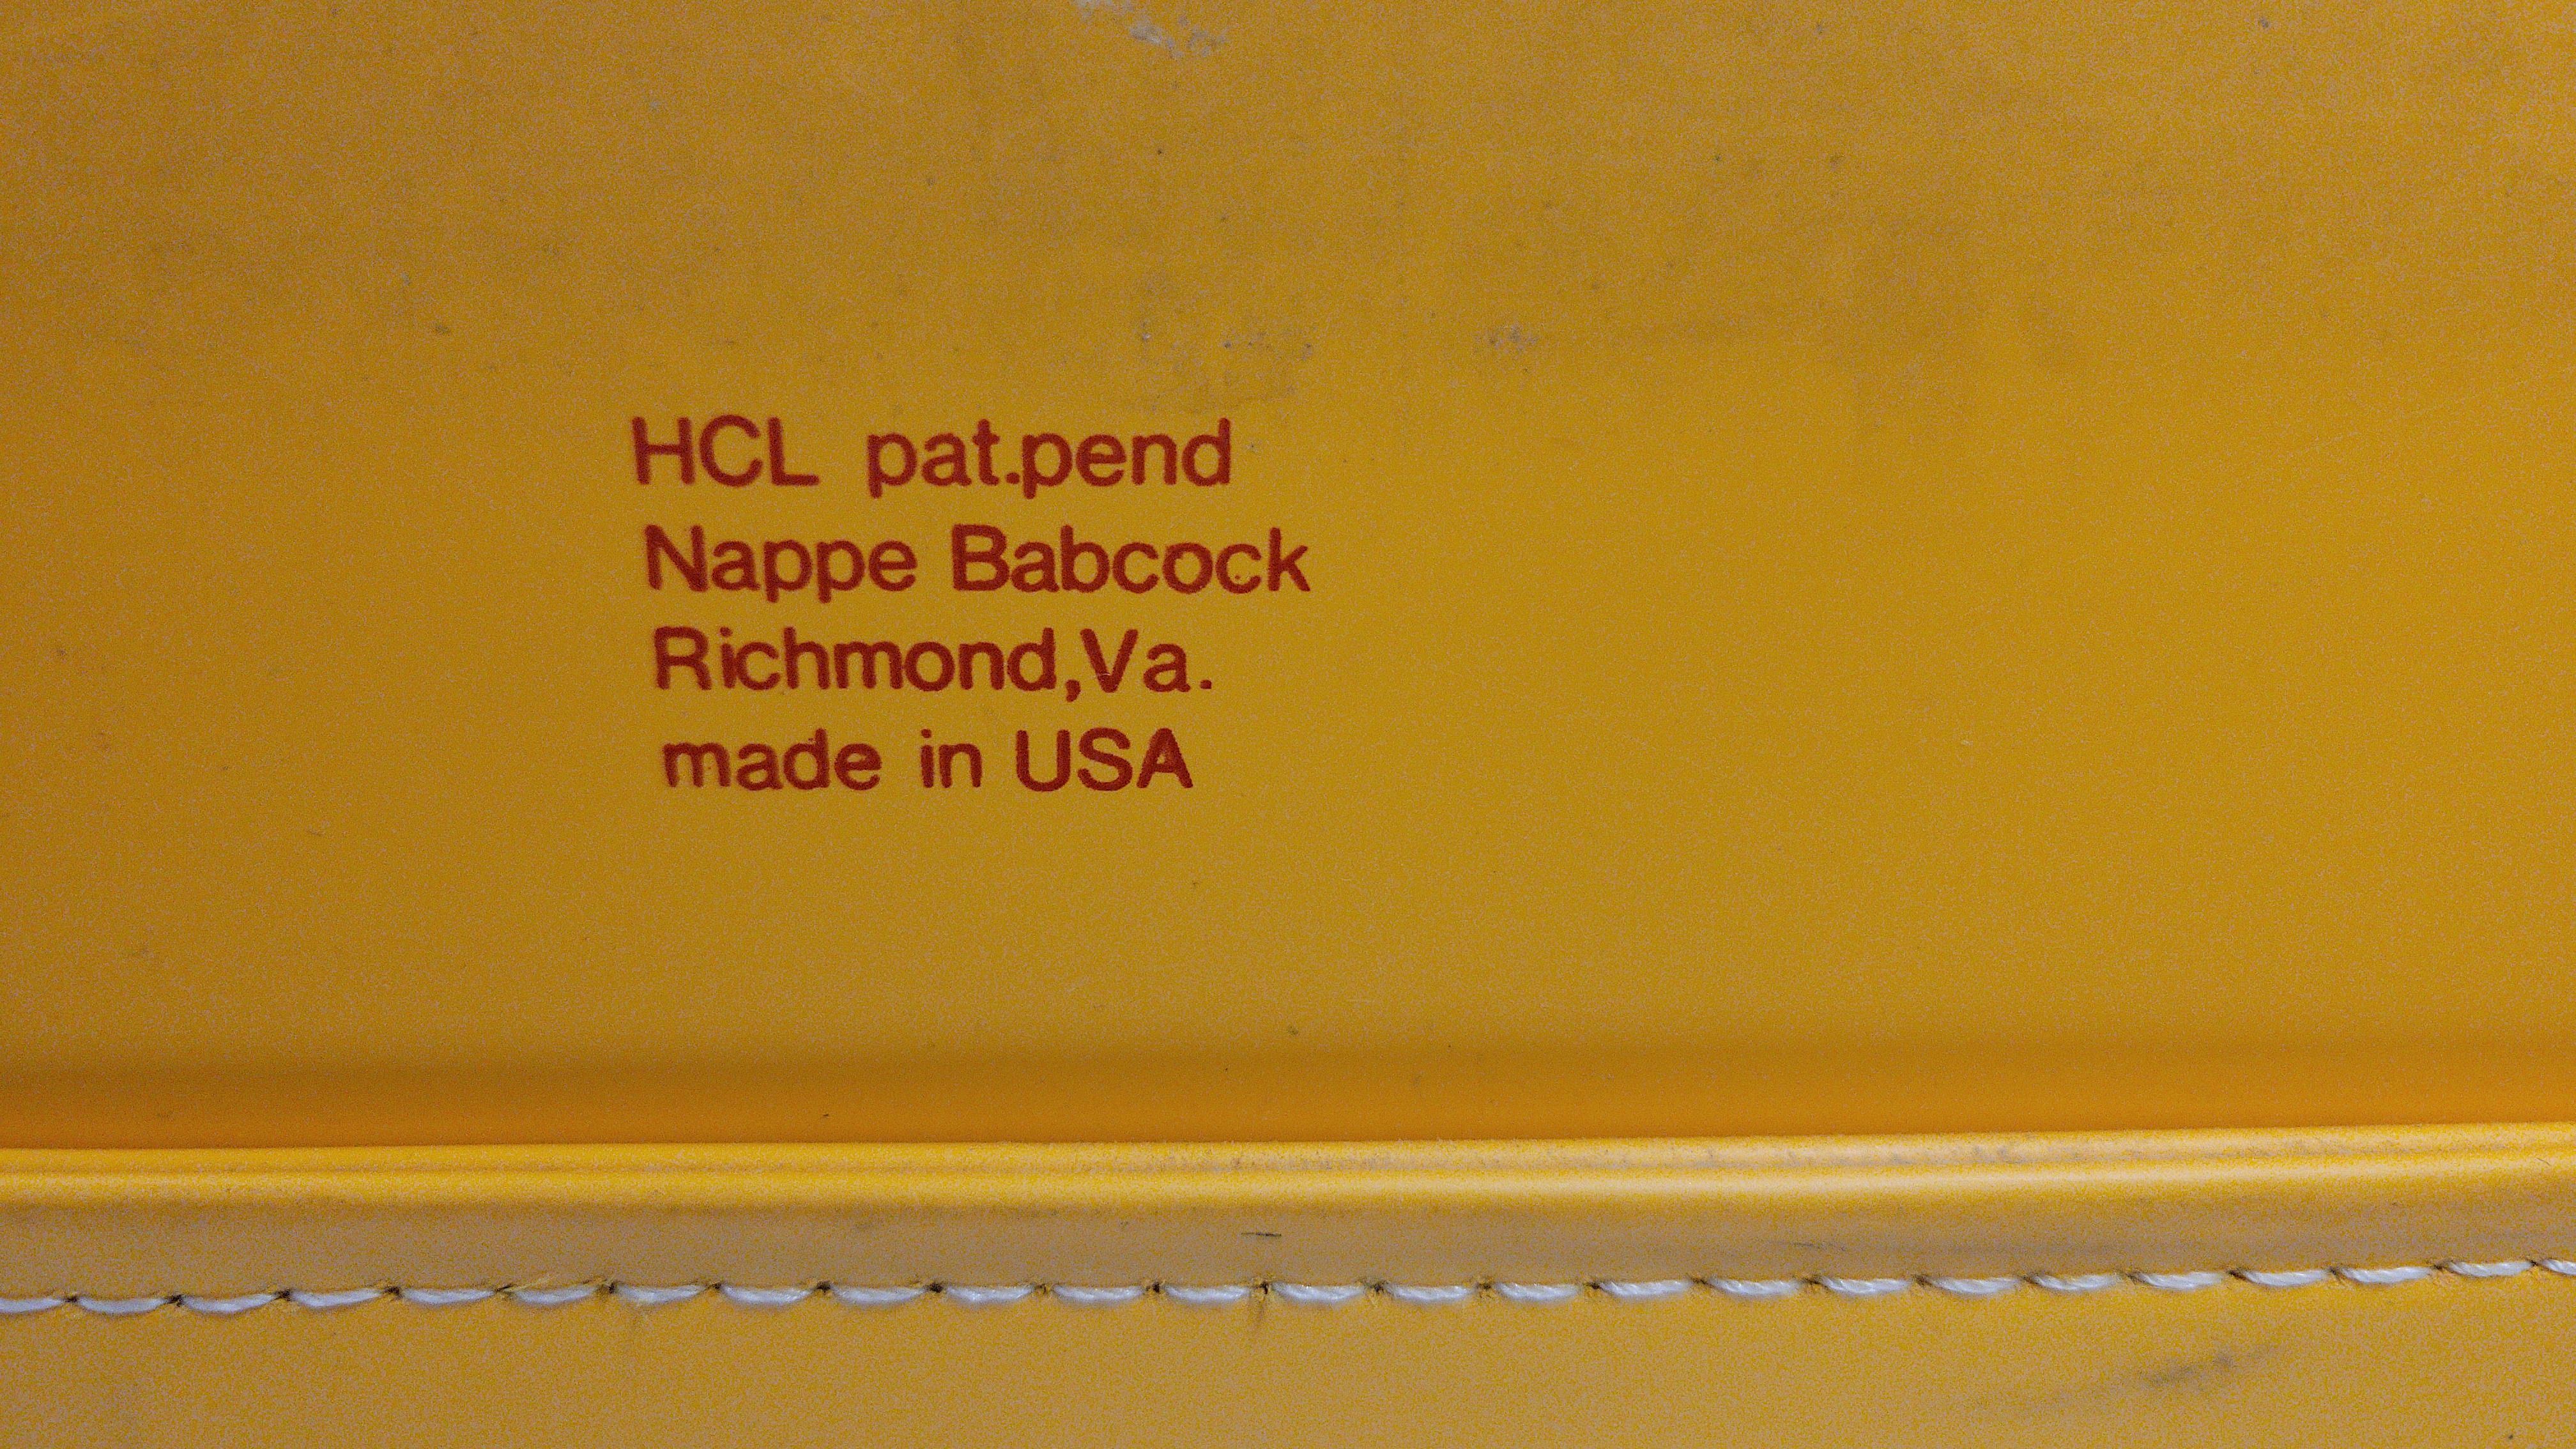 HCL pat.pend
Nappe Babcock
Richmond,Va.
made in USA